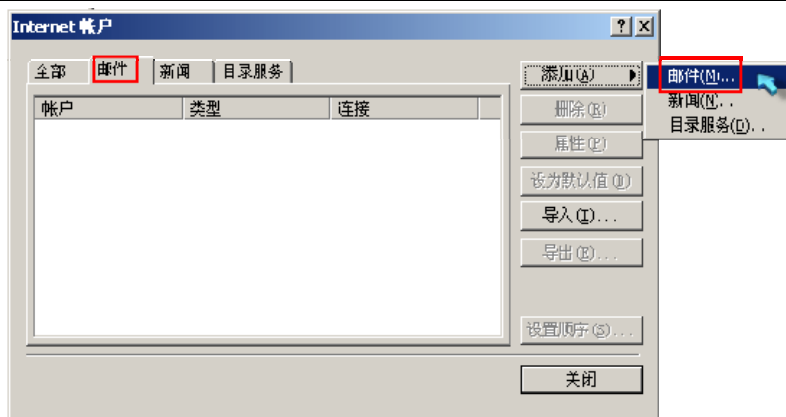 Internet 帐户
全部 邮件 新闻 目录服务
添加(A)
邮件(M)...
新闻(N)...
目录服务(D)...
帐户 类型 连接
删除(R)
属性(P)
设为默认值(D)
导入(I)...
导出(E)...
设置顺序(S)...
关闭